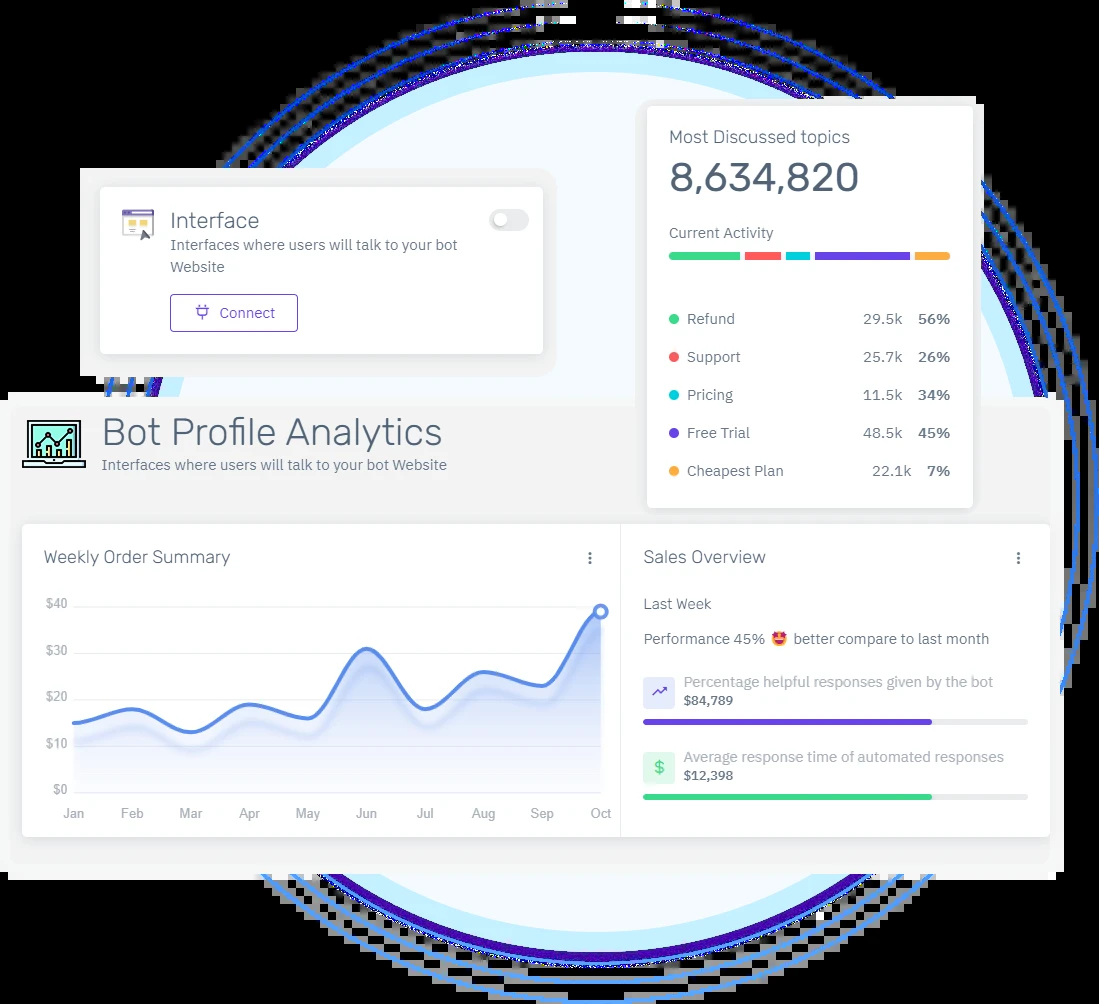 Most Discussed topics
8,634,820
Current Activity
Refund 29.5k 56%
Support 25.7k 26%
Pricing 11.5k 34%
Free Trial 48.5k 45%
Cheapest Plan 22.1k 7%
Interface
Interfaces where users will talk to your bot
Website
Connect
Bot Profile Analytics
Interfaces where users will talk to your bot Website
Weekly Order Summary
$40
$30
$20
$10
$0
Jan Feb Mar Apr May Jun Jul Aug Sep Oct
Sales Overview
Last Week
Performance 45% 🤩 better compare to last month
Percentage helpful responses given by the bot
$84,789
$
Average response time of automated responses
$12,398